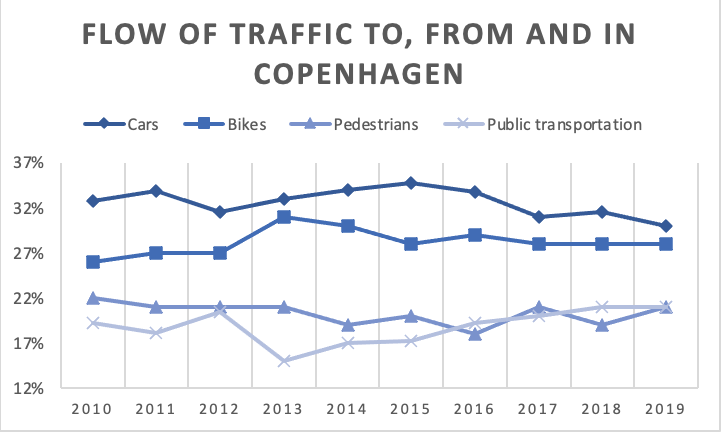 FLOW OF TRAFFIC TO, FROM AND IN
COPENHAGEN
Cars Bikes Pedestrians Public transportation
37%
32%
27%
22%
17%
12%
2010 2011 2012 2013 2014 2015 2016 2017 2018 2019